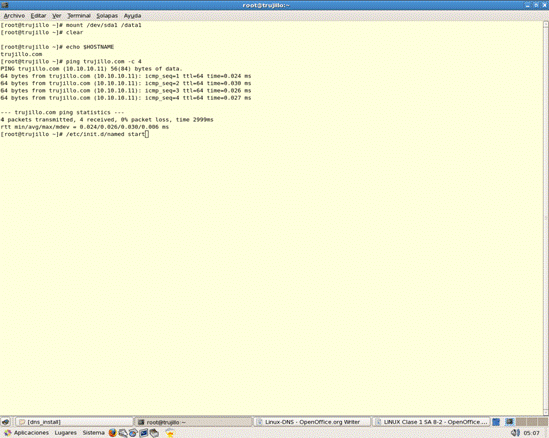 root@trujillo:~
Archivo Editar Ver Terminal Solapas Ayuda
[root@trujillo ~]# mount /dev/sda1 /data1
[root@trujillo ~]# clear
[root@trujillo ~]# echo $HOSTNAME
trujillo.com
[root@trujillo ~]# ping trujillo.com -c 4
PING trujillo.com (10.10.10.11) 56(84) bytes of data.
64 bytes from trujillo.com (10.10.10.11): icmp_seq=1 ttl=64 time=0.024 ms
64 bytes from trujillo.com (10.10.10.11): icmp_seq=2 ttl=64 time=0.030 ms
64 bytes from trujillo.com (10.10.10.11): icmp_seq=3 ttl=64 time=0.026 ms
64 bytes from trujillo.com (10.10.10.11): icmp_seq=4 ttl=64 time=0.027 ms
--- trujillo.com ping statistics ---
4 packets transmitted, 4 received, 0% packet loss, time 2999ms
rtt min/avg/max/mdev = 0.024/0.026/0.030/0.006 ms
[root@trujillo ~]# /etc/init.d/named start
[dns_install] root@trujillo:~ Linux-DNS - OpenOffice.org Writer LINUX Clase 1 SA 8-2 - OpenOffice....
Aplicaciones Lugares Sistema 05:07